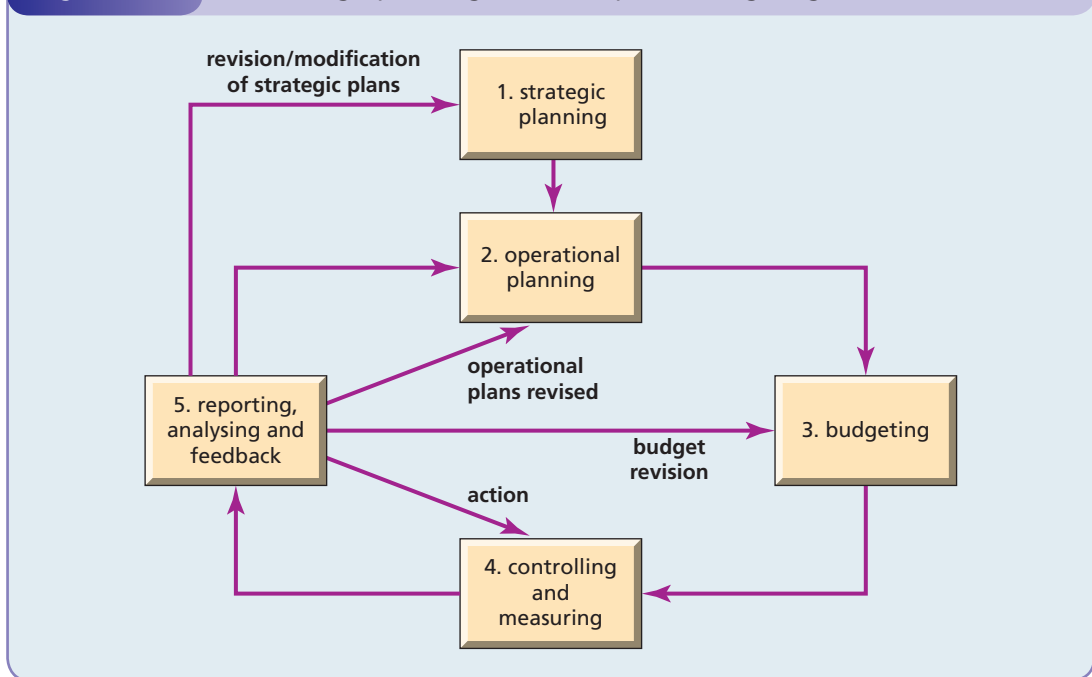 revision/modification
of strategic plans
1. strategic
planning
2. operational
planning
operational
plans revised
5. reporting,
analysing and
feedback
3. budgeting
budget
revision
action
4. controlling
and
measuring